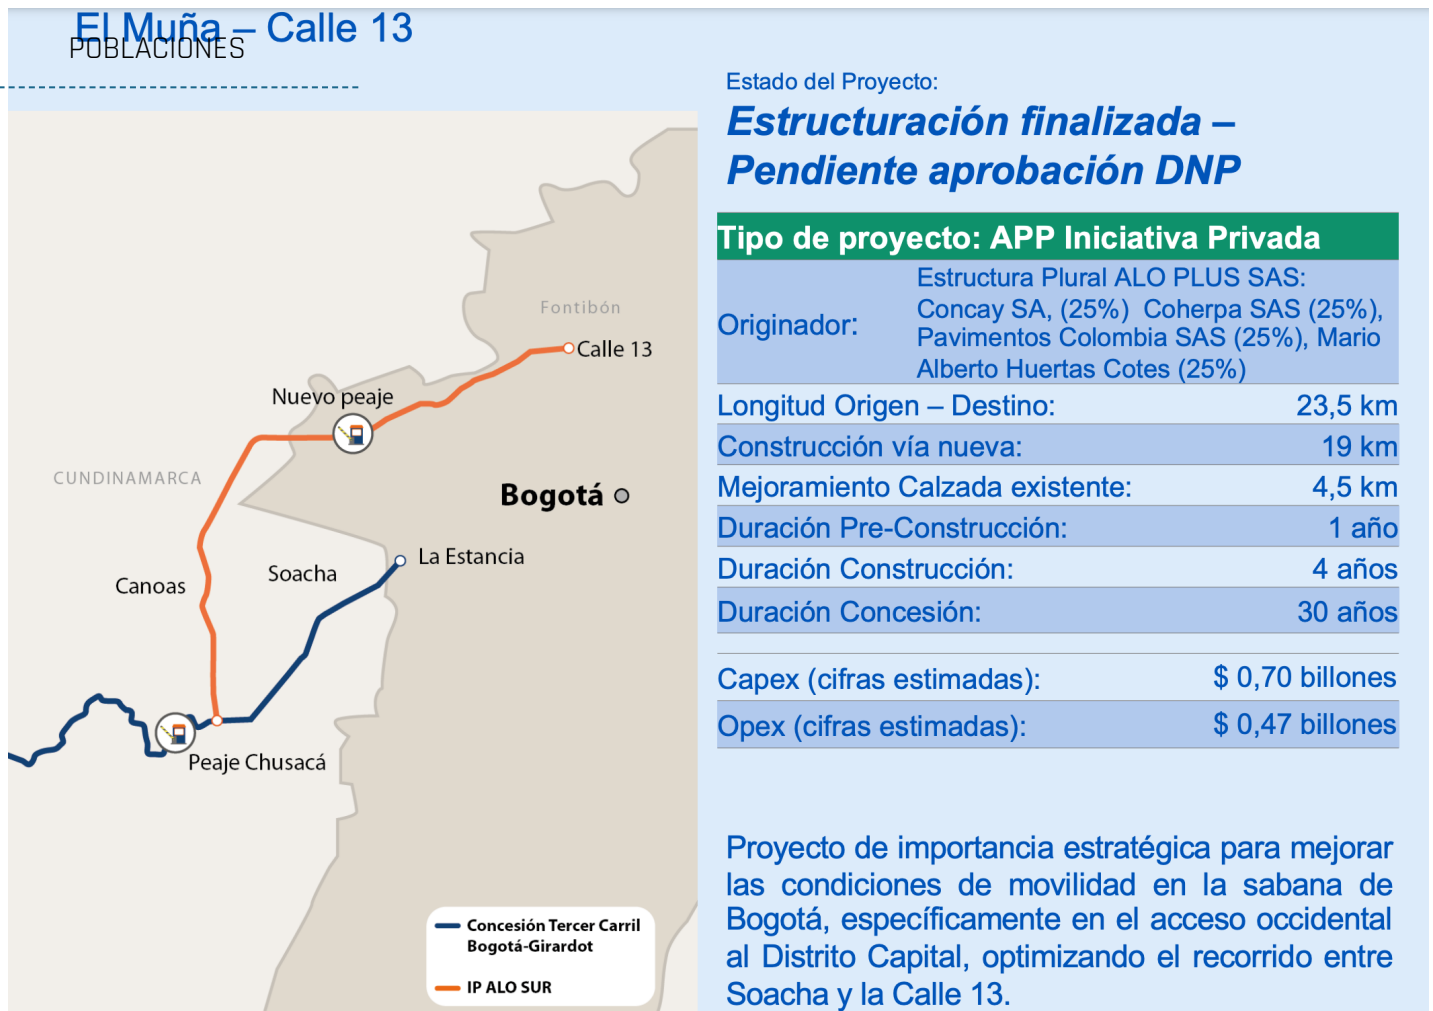 El Muña – Calle 13
POBLACIONES
Fontibón
Calle 13
Nuevo peaje
CUNDINAMARCA
Bogotá
La Estancia
Soacha
Canoas
Peaje Chusacá
Concesión Tercer Carril
Bogotá-Girardot
IP ALO SUR
Estado del Proyecto:
Estructuración finalizada –
Pendiente aprobación DNP
Tipo de proyecto: APP Iniciativa Privada
Originador:
Estructura Plural ALO PLUS SAS:
Concay SA, (25%) Coherpa SAS (25%),
Pavimentos Colombia SAS (25%), Mario
Alberto Huertas Cotes (25%)
Longitud Origen – Destino: 23,5 km
Construcción vía nueva: 19 km
Mejoramiento Calzada existente: 4,5 km
Duración Pre-Construcción: 1 año
Duración Construcción: 4 años
Duración Concesión: 30 años
Capex (cifras estimadas): $ 0,70 billones
Opex (cifras estimadas): $ 0,47 billones
Proyecto de importancia estratégica para mejorar
las condiciones de movilidad en la sabana de
Bogotá, específicamente en el acceso occidental
al Distrito Capital, optimizando el recorrido entre
Soacha y la Calle 13.